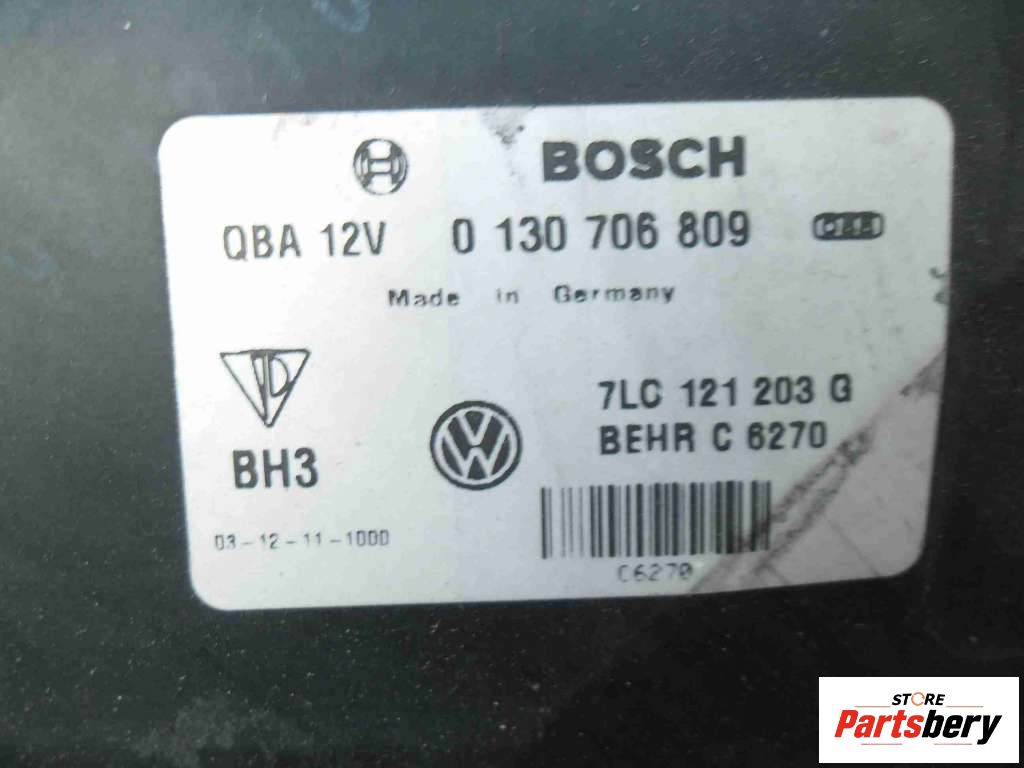 BOSCH
QBA 12V 0 130 706 809
Made in Germany
7LC 121 203 G
BEHR C 6270
BH3
03-12-11-1000
C6270
STORE
Partsbery